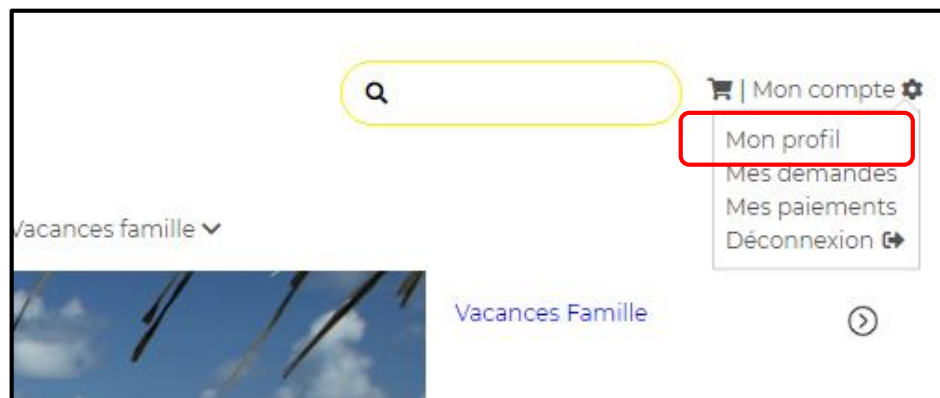 | Mon compte
Mon profil
Mes demandes
Mes paiements
Déconnexion
Vacances famille
Vacances Famille